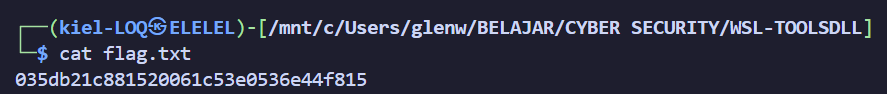 ┌──(kiel-LOQ㉿ELELEL)-[/mnt/c/Users/glenw/BELAJAR/CYBER SECURITY/WSL-TOOLSDLL]
└─$ cat flag.txt
035db21c881520061c53e0536e44f815